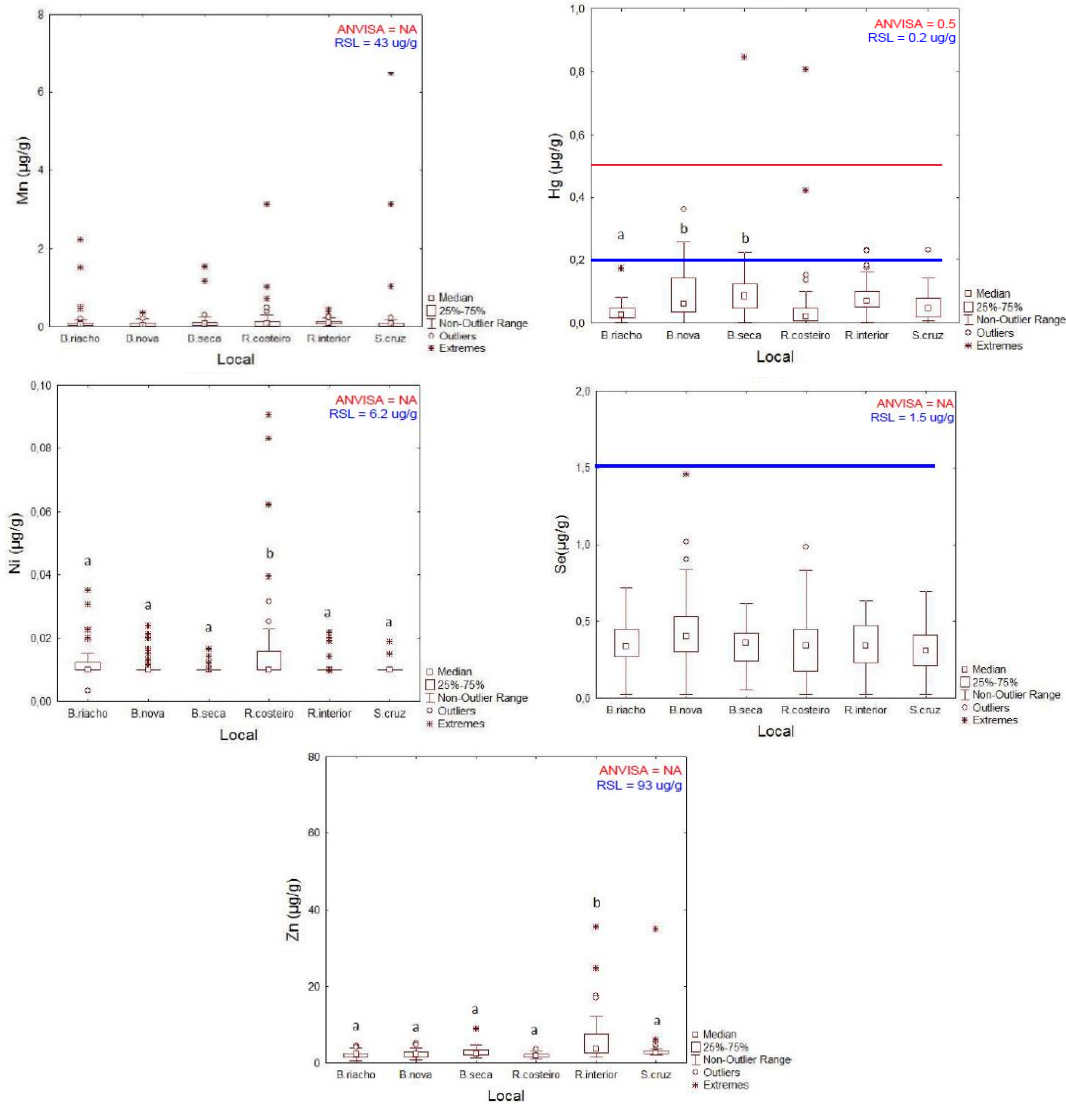 8
6
4
2
0
Mn (µg/g)
ANVISA = NA
RSL = 43 ug/g
B.riacho B.nova B.seca R.costeiro R.interior S.cruz
Local
Median
25%-75%
Non-Outlier Range
Outliers
Extremes
1,0
0,8
0,6
0,4
0,2
0,0
Hg (µg/g)
ANVISA = 0.5
RSL = 0.2 ug/g
a b b
B.riacho B.nova B.seca R.costeiro R.interior S.cruz
Local
Median
25%-75%
Non-Outlier Range
Outliers
Extremes
0,10
0,08
0,06
0,04
0,02
0,00
Ni (µg/g)
ANVISA = NA
RSL = 6.2 ug/g
a a a b a a
B.riacho B.nova B.seca R.costeiro R.interior S.cruz
Local
Median
25%-75%
Non-Outlier Range
Outliers
Extremes
2,0
1,5
1,0
0,5
0,0
Se(µg/g)
ANVISA = NA
RSL = 1.5 ug/g
B.riacho B.nova B.seca R.costeiro R.interior S.cruz
Local
Median
25%-75%
Non-Outlier Range
Outliers
Extremes
80
60
40
20
0
Zn (µg/g)
ANVISA = NA
RSL = 93 ug/g
a a a a b a
B.riacho B.nova B.seca R.costeiro R.interior S.cruz
Local
Median
25%-75%
Non-Outlier Range
Outliers
Extremes